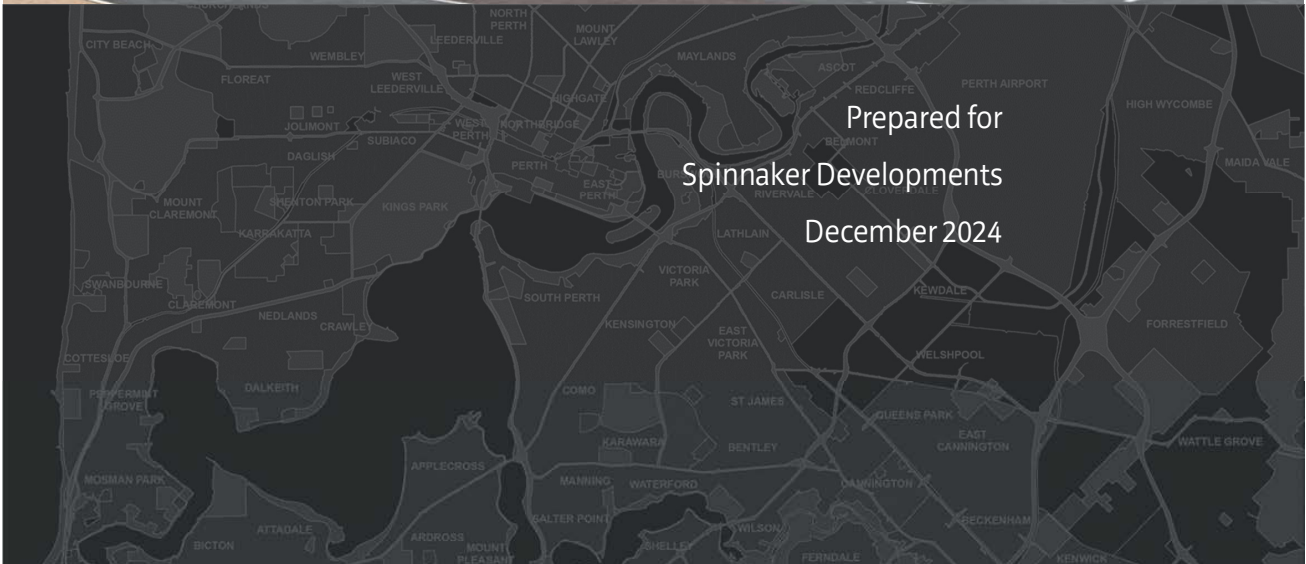 CITY BEACH
NORTH
PERTH
LEEDERVILLE
MOUNT
LAWLEY
WEMBLEY
FLOREAT
WEST
LEEDERVILLE
HIGHGATE
MAYLANDS
ASCOT
REDCLIFFE
PERTH AIRPORT
HIGH WYCOMBE
Prepared for
JOLIMONT
SUBIACO
WEST
PERTH
NORTHBRIDGE
BELMONT
DAGLISH
PERTH
MAIDA VALE
EAST
PERTH
Spinnaker Developments
RIVERVALE
CLOVERDALE
MOUNT
CLAREMONT
SHENTON PARK
KINGS PARK
KARRAKATTA
LATHLAIN
December 2024
SWANBOURNE
CLAREMONT
NEDLANDS
CRAWLEY
SOUTH PERTH
VICTORIA
PARK
CARLISLE
KEWDALE
KENSINGTON
EAST
VICTORIA
PARK
FORRESTFIELD
WELSHPOOL
COTTESLOE
PEPPERMINT
GROVE
DALKEITH
COMO
ST JAMES
QUEENS PARK
EAST
CANNINGTON
KARAWARA
BENTLEY
WATTLE GROVE
MOSMAN PARK
APPLECROSS
MANNING
WATERFORD
CANNINGTON
SALTER POINT
BICTON
ATTADALE
ARDROSS
MOUNT
PLEASANT
SHELLEY
WILSON
BECKENHAM
FERNDALE
KENWICK